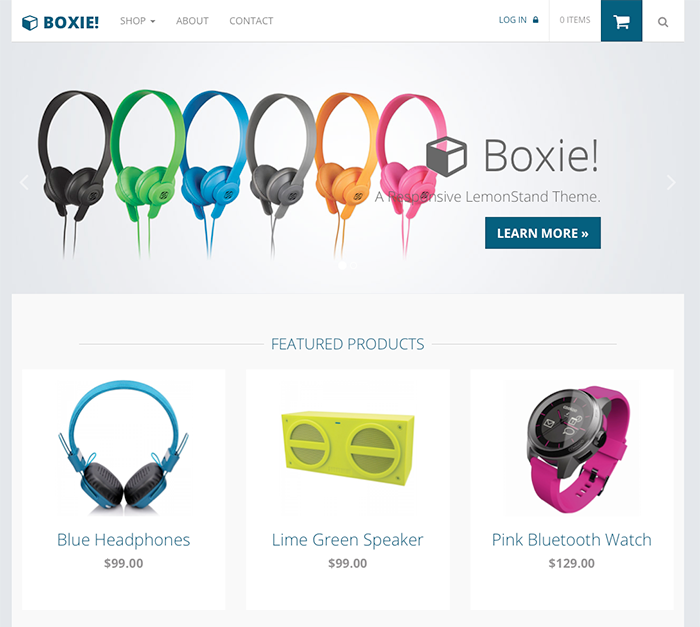 BOXIE!
SHOP ABOUT CONTACT
LOG IN 0 ITEMS
Boxie!
A Responsive LemonStand Theme.
LEARN MORE »
FEATURED PRODUCTS
Blue Headphones
$99.00
Lime Green Speaker
$99.00
Pink Bluetooth Watch
$129.00